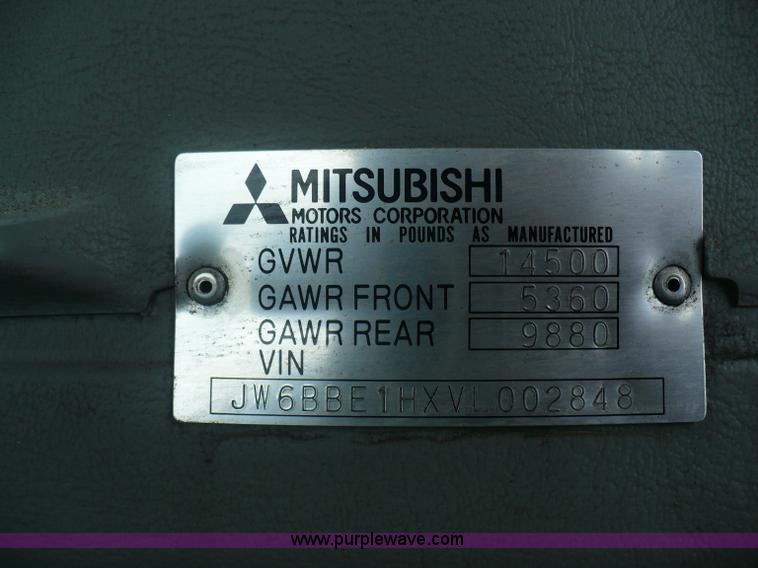 MITSUBISHI
MOTORS CORPORATION
RATINGS IN POUNDS AS MANUFACTURED
GVWR 14500
GAWR FRONT 5360
GAWR REAR 9880
VIN
JW6BBE1HXVL002848
www.purplewave.com